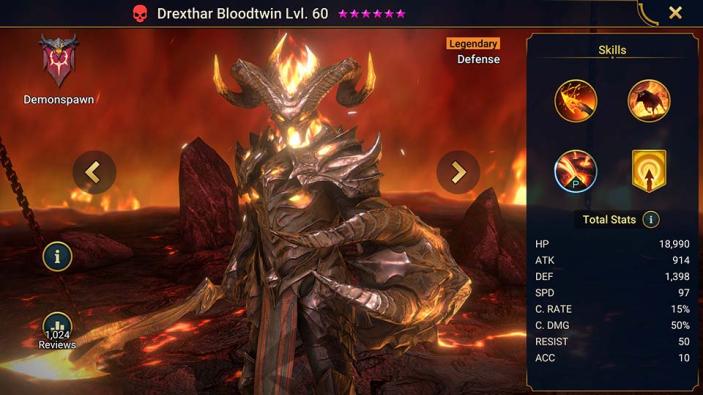 Drexthar Bloodtwin Lvl. 60
Demonspawn
Legendary
Defense
1,024
Reviews
Skills
P
Total Stats
HP 18,990
ATK 914
DEF 1,398
SPD 97
C. RATE 15%
C. DMG 50%
RESIST 50
ACC 10